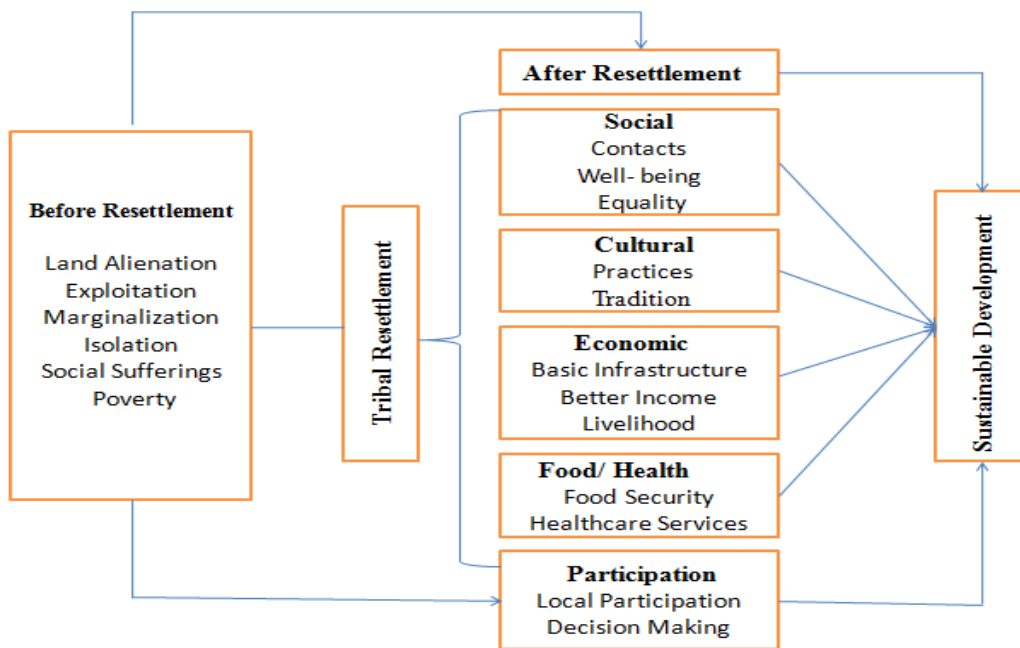 Before Resettlement
Land Alienation
Exploitation
Marginalization
Isolation
Social Sufferings
Poverty
Tribal Resettlement
After Resettlement
Social
Contacts
Well- being
Equality
Cultural
Practices
Tradition
Economic
Basic Infrastructure
Better Income
Livelihood
Food/ Health
Food Security
Healthcare Services
Participation
Local Participation
Decision Making
Sustainable Development